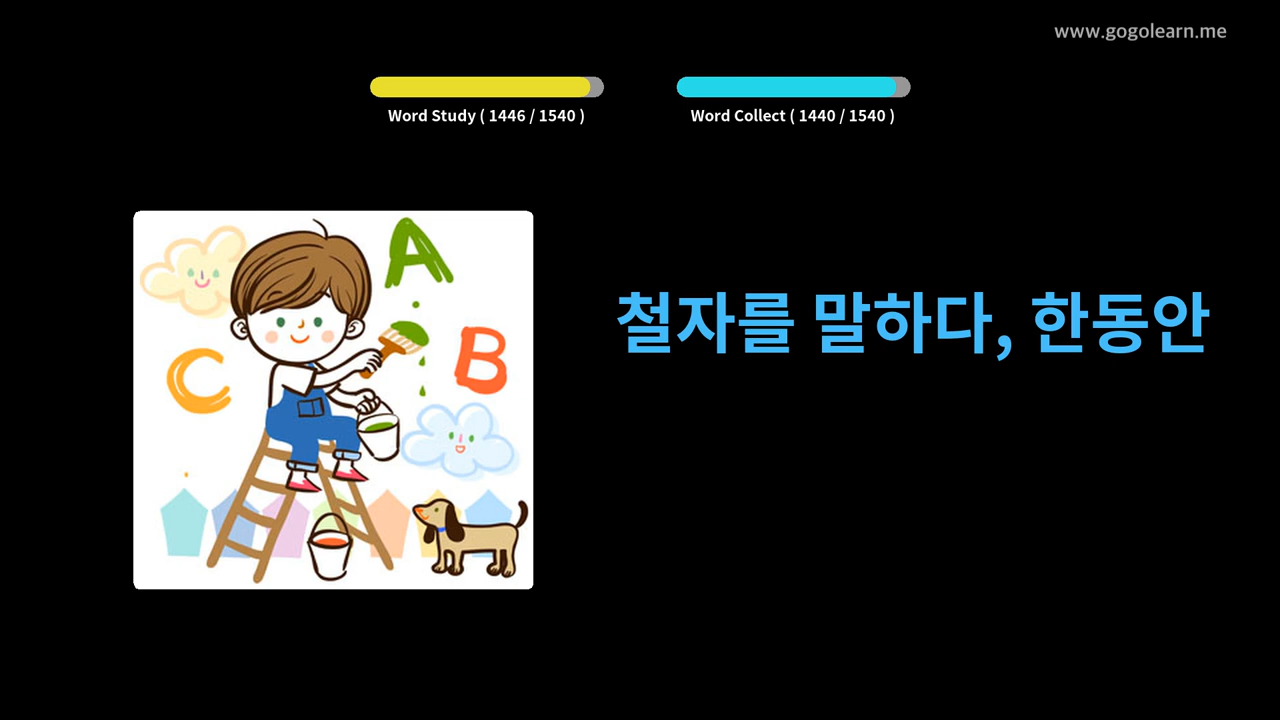 www.gogolearn.me
Word Study ( 1446 / 1540 )
Word Collect ( 1440 / 1540 )
A
B
C
철자를 말하다, 한동안